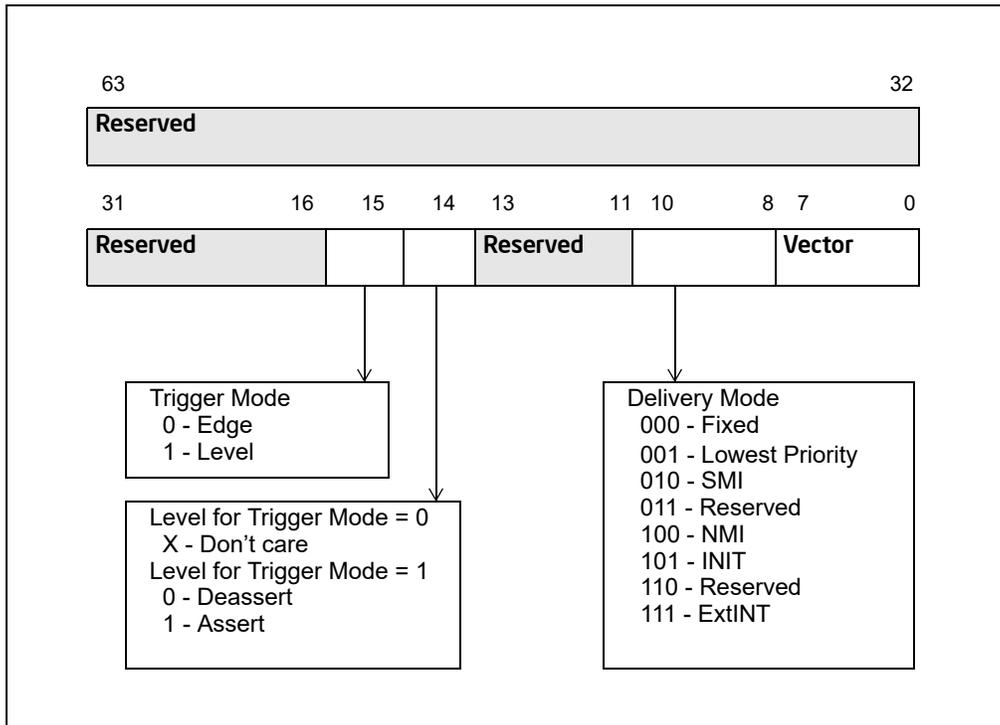 63 32
Reserved
31 16 15 14 13 11 10 8 7 0
Reserved Reserved Vector
Trigger Mode
0 - Edge
1 - Level
Level for Trigger Mode = 0
X - Don’t care
Level for Trigger Mode = 1
0 - Deassert
1 - Assert
Delivery Mode
000 - Fixed
001 - Lowest Priority
010 - SMI
011 - Reserved
100 - NMI
101 - INIT
110 - Reserved
111 - ExtINT